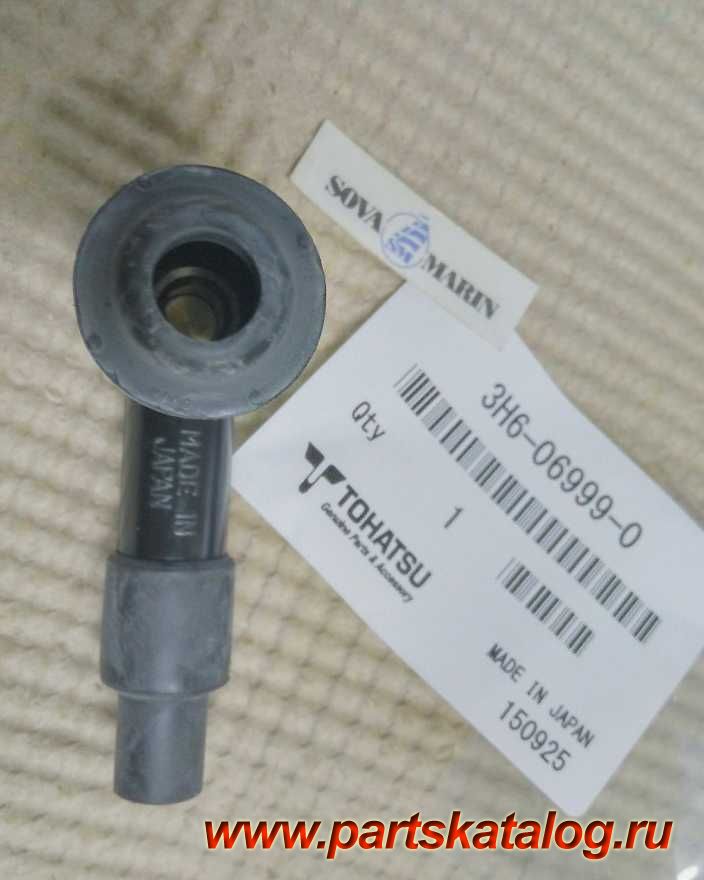 SOVA SM MARIN
3H6-06999-0
Qty 1
TOHATSU
Genuine Parts & Accessory
MADE IN JAPAN
150925
MADE IN
JAPAN
www.partskatalog.ru